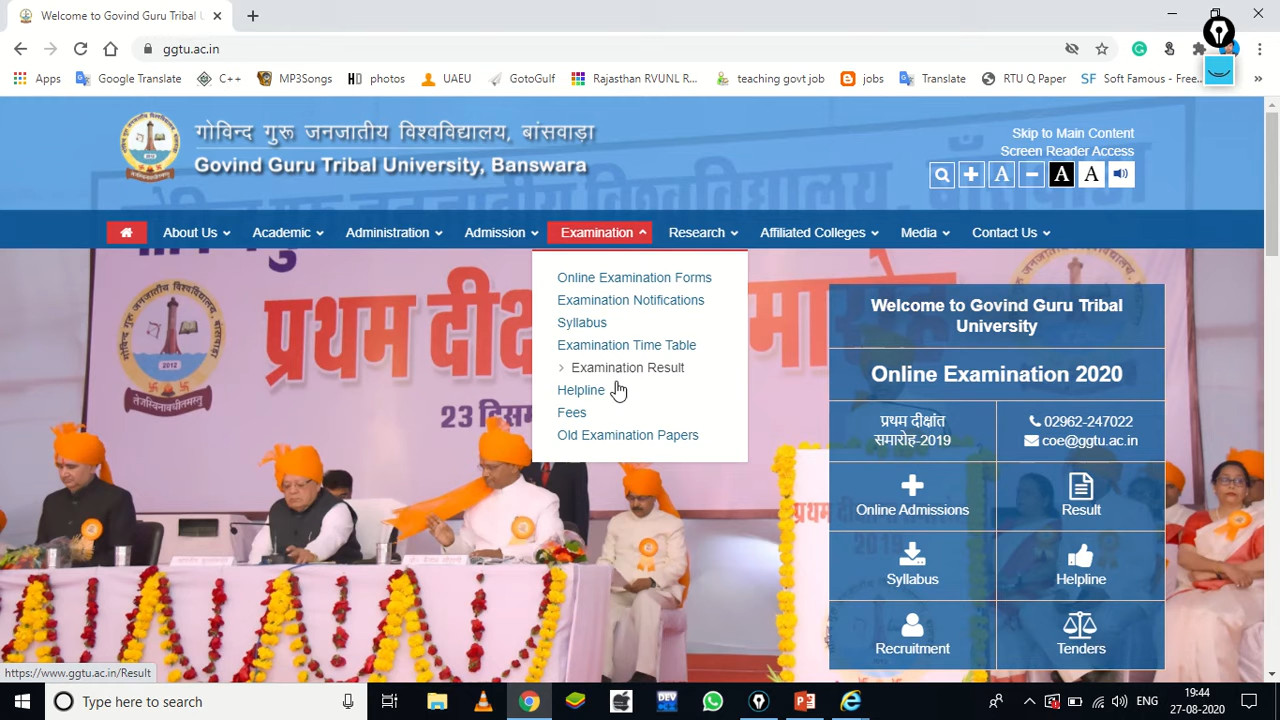 Welcome to Govind Guru Tribal U
ggtu.ac.in
Apps
Google Translate
C++
MP3Songs
HD photos
UAEU
GotoGulf
Rajasthan RVUNL R...
teaching govt job
jobs
Translate
RTU Q Paper
SF Soft Famous - Free...
»
गोविन्द गुरू जनजातीय विश्वविद्यालय, बांसवाड़ा
Govind Guru Tribal University, Banswara
Skip to Main Content
Screen Reader Access
A A A
About Us
Academic
Administration
Admission
Examination
Research
Affiliated Colleges
Media
Contact Us
Online Examination Forms
Examination Notifications
Syllabus
Examination Time Table
Examination Result
Helpline
Fees
Old Examination Papers
प्रथम दी
23 दिसम
2012
Welcome to Govind Guru Tribal
University
Online Examination 2020
प्रथम दीक्षांत
समारोह-2019
02962-247022
coe@ggtu.ac.in
Online Admissions
Result
Syllabus
Helpline
Recruitment
Tenders
https://www.ggtu.ac.in/Result
Type here to search
DEV
ENG
19:44
27-08-2020